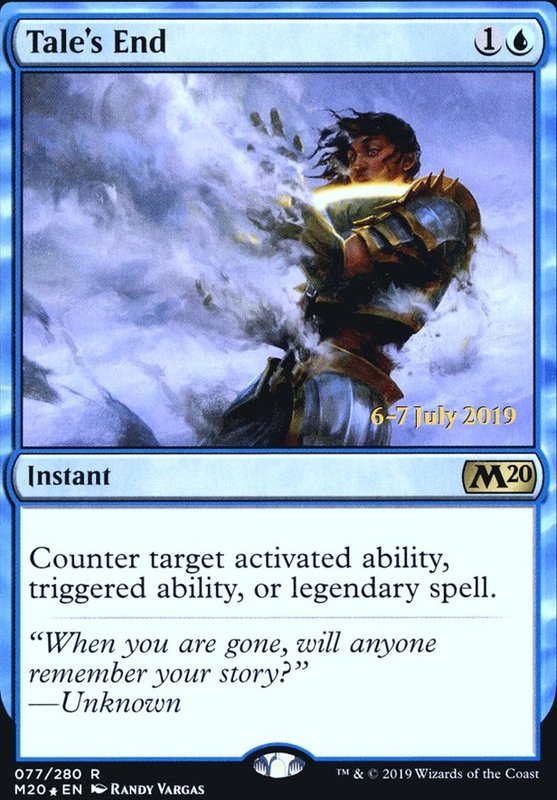 Tale's End 1
6–7 July 2019
Instant M20
Counter target activated ability,
triggered ability, or legendary spell.
“When you are gone, will anyone
remember your story?”
—Unknown
077/280 R
M20 ★ EN Randy Vargas ™ & © 2019 Wizards of the Coast